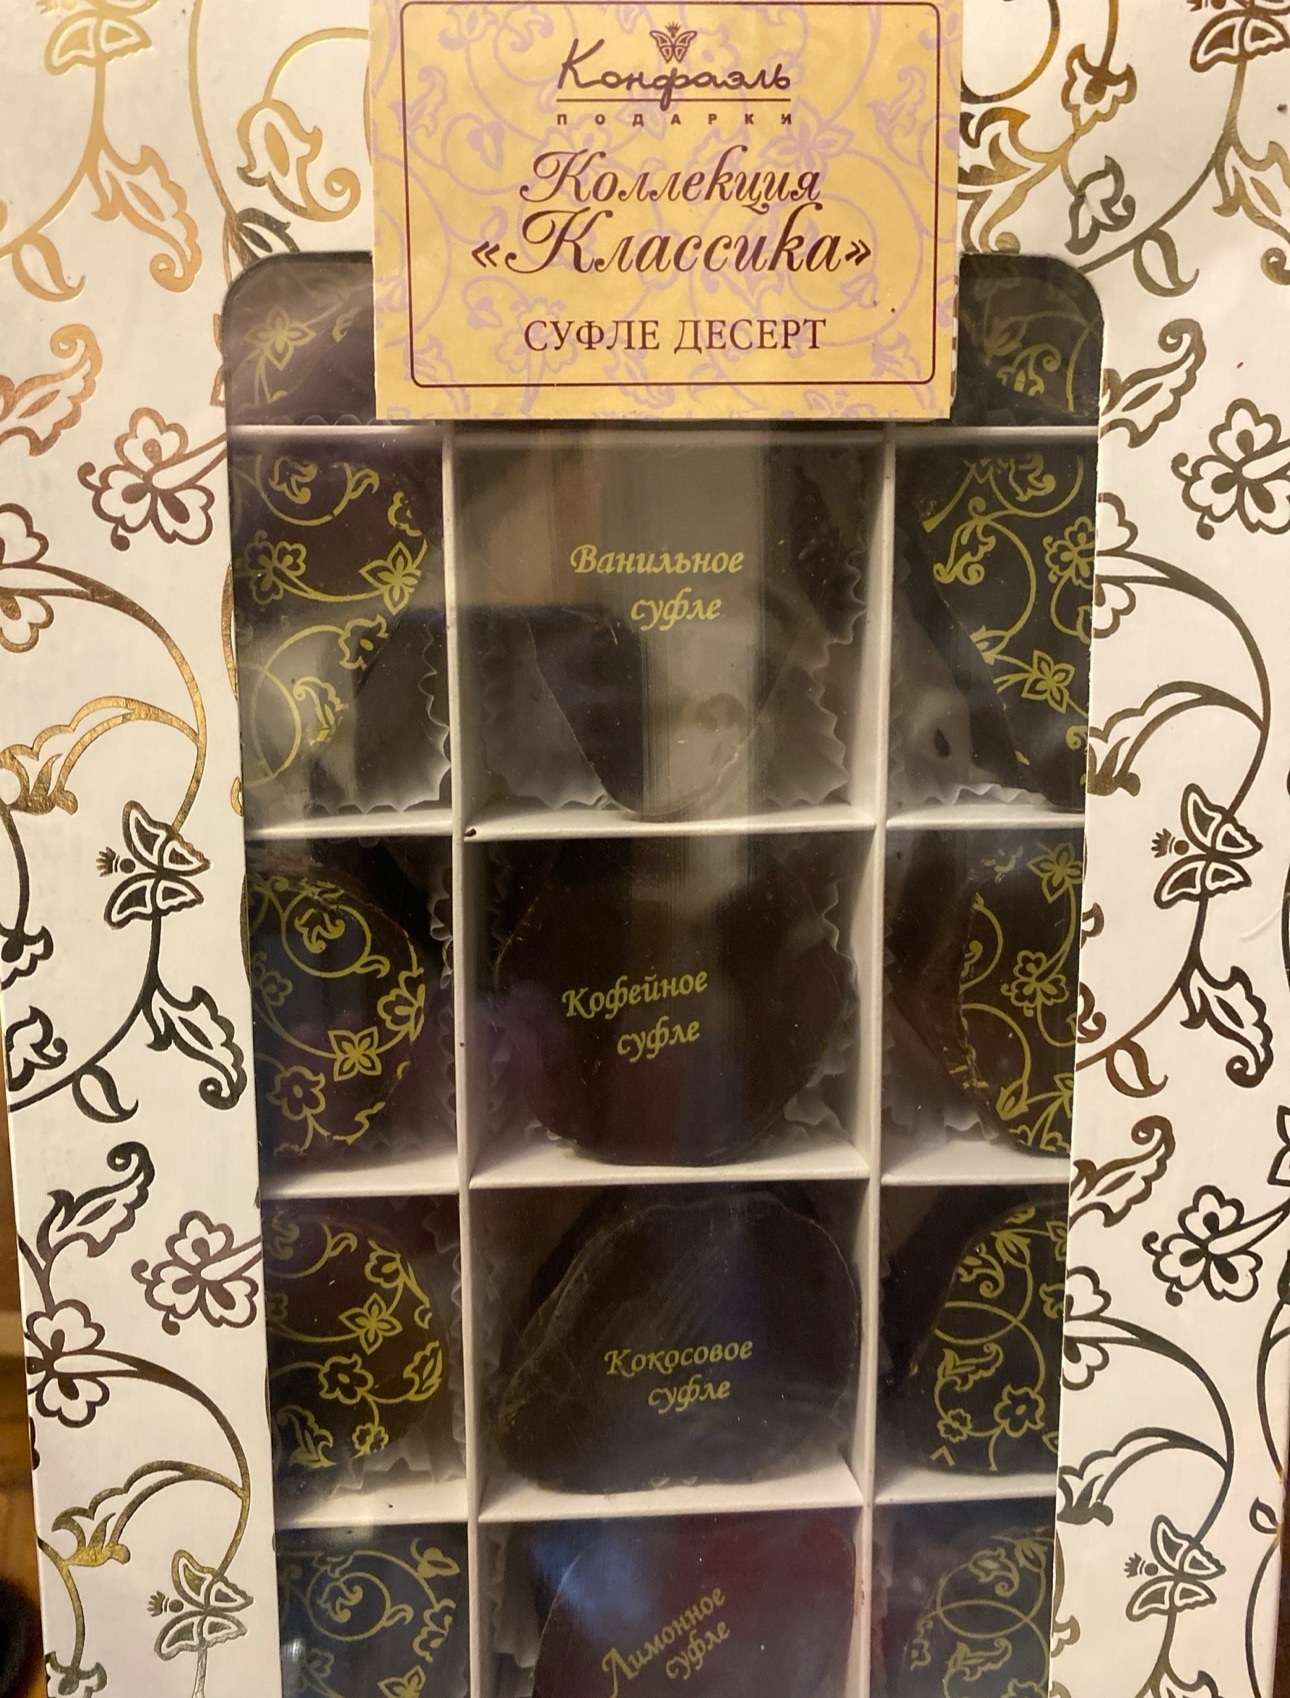 Конфаэль
ПОДАРКИ
Коллекция
«Классика»
СУФЛЕ ДЕСЕРТ
Ванильное
суфле
Кофейное
суфле
Кокосовое
суфле
Лимонное
суфле